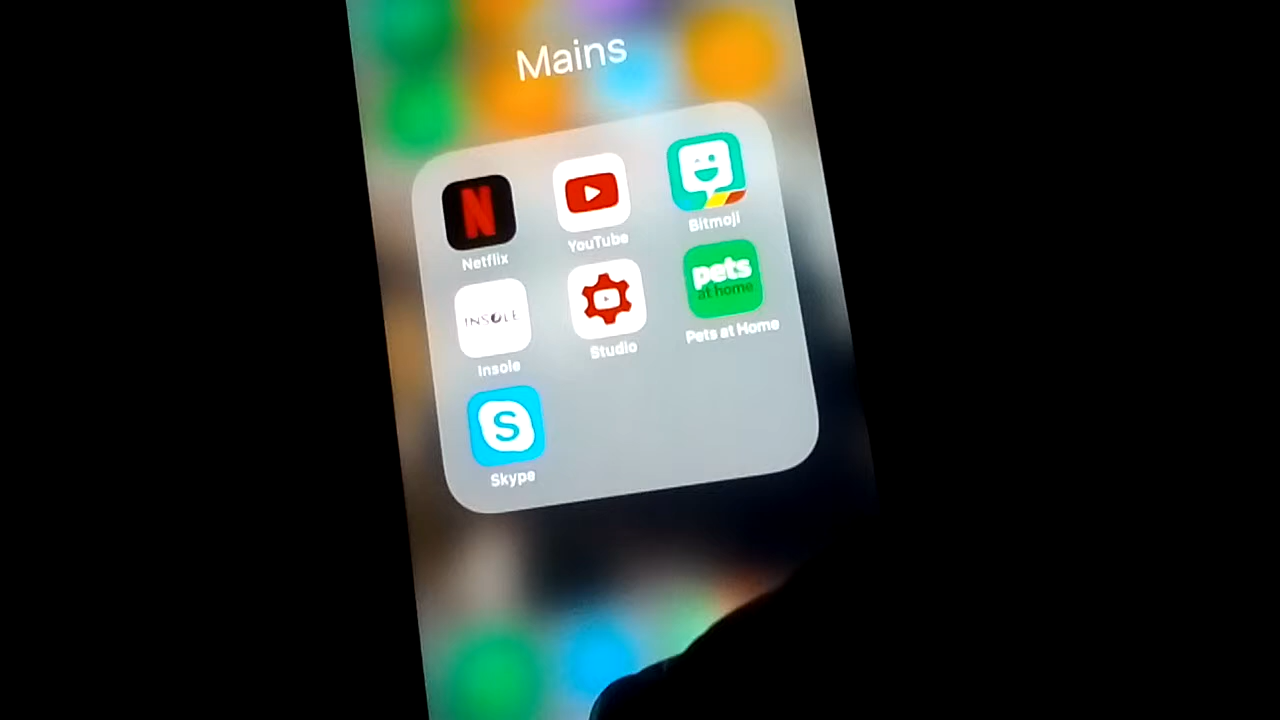 Mains
N
Netflix
YouTube
Bitmoji
INSOLE
Insole
Studio
pets
at home
Pets at Home
S
Skype